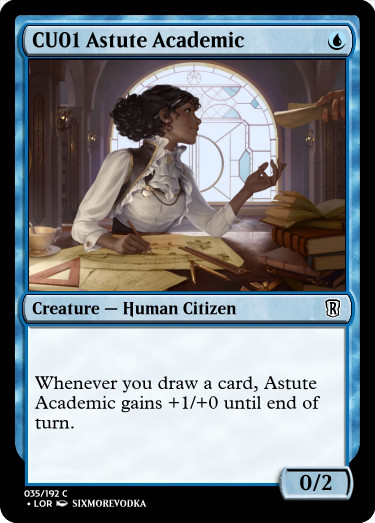 CU01 Astute Academic
Creature — Human Citizen
R
Whenever you draw a card, Astute
Academic gains +1/+0 until end of
turn.
0/2
035/192 C
• LOR SIXMOREVODKA